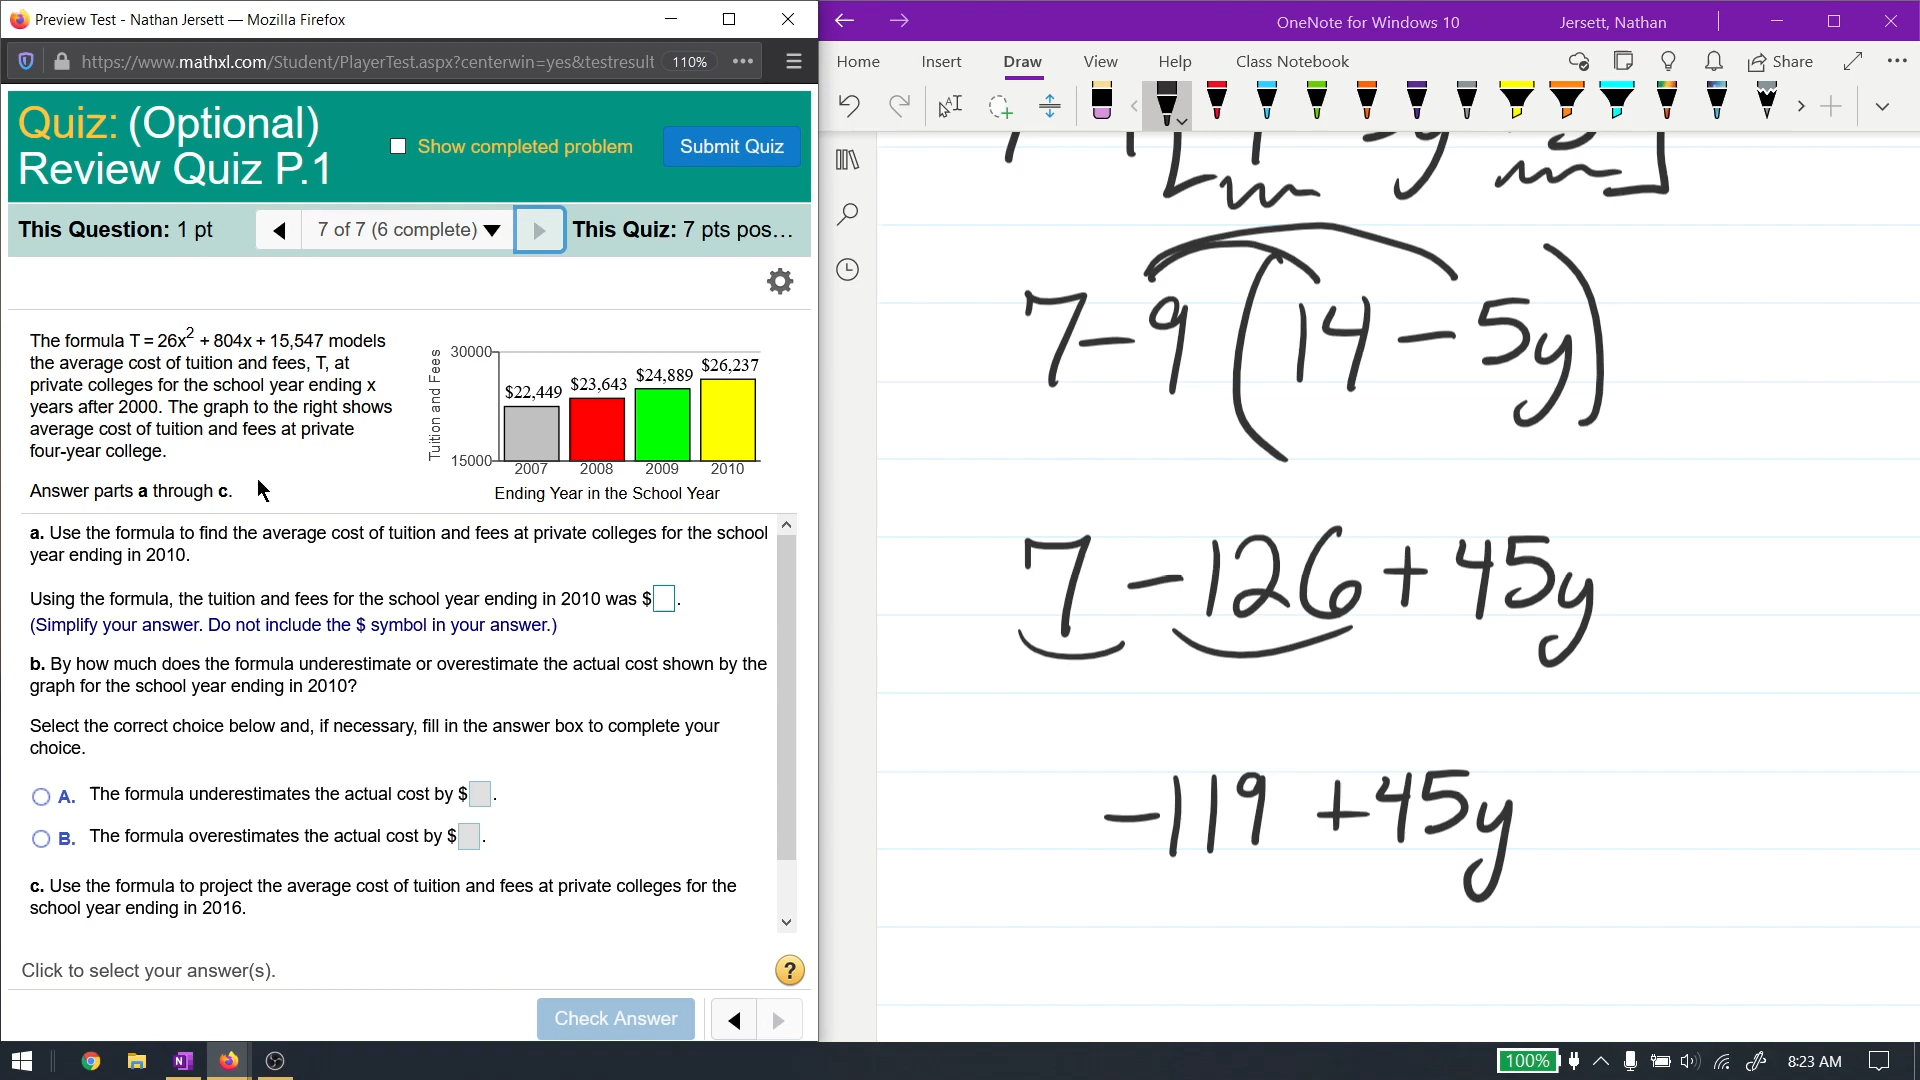 Preview Test - Nathan Jersett — Mozilla Firefox
https://www.mathxl.com/Student/PlayerTest.aspx?centerwin=yes&testresult
110%
Quiz: (Optional)
Review Quiz P.1
Show completed problem
Submit Quiz
This Question: 1 pt
7 of 7 (6 complete)
This Quiz: 7 pts pos...
The formula T = 26x² + 804x + 15,547 models
the average cost of tuition and fees, T, at
private colleges for the school year ending x
years after 2000. The graph to the right shows
average cost of tuition and fees at private
four-year college.
Answer parts a through c.
Tuition and Fees
30000
15000
$22,449
$23,643
$24,889
$26,237
2007
2008
2009
2010
Ending Year in the School Year
a. Use the formula to find the average cost of tuition and fees at private colleges for the school
year ending in 2010.
Using the formula, the tuition and fees for the school year ending in 2010 was $ .
(Simplify your answer. Do not include the $ symbol in your answer.)
b. By how much does the formula underestimate or overestimate the actual cost shown by the
graph for the school year ending in 2010?
Select the correct choice below and, if necessary, fill in the answer box to complete your
choice.
A. The formula underestimates the actual cost by $ .
B. The formula overestimates the actual cost by $ .
c. Use the formula to project the average cost of tuition and fees at private colleges for the
school year ending in 2016.
Click to select your answer(s).
?
Check Answer
OneNote for Windows 10
Jersett, Nathan
Home
Insert
Draw
View
Help
Class Notebook
Share
7-9(14-5y)
7-126+45y
-119 +45y
100%
8:23 AM